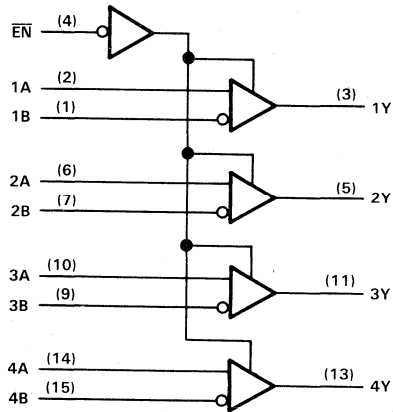 EN (4)
1A (2) (3) 1Y
1B (1)
2A (6) (5) 2Y
2B (7)
3A (10) (11) 3Y
3B (9)
4A (14) (13) 4Y
4B (15)